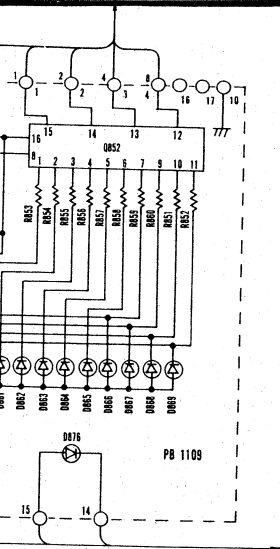 1 2 4 8
1 2 3 4 16 17 10
15 14 13 12
16 Q852
8 1 2 3 4 5 6 7 9 10 11
R853 R854 R855 R856 R857 R858 R859 R860 R851 R852
D862 D863 D864 D865 D866 D867 D868 D869
D876
PB 1109
15 14